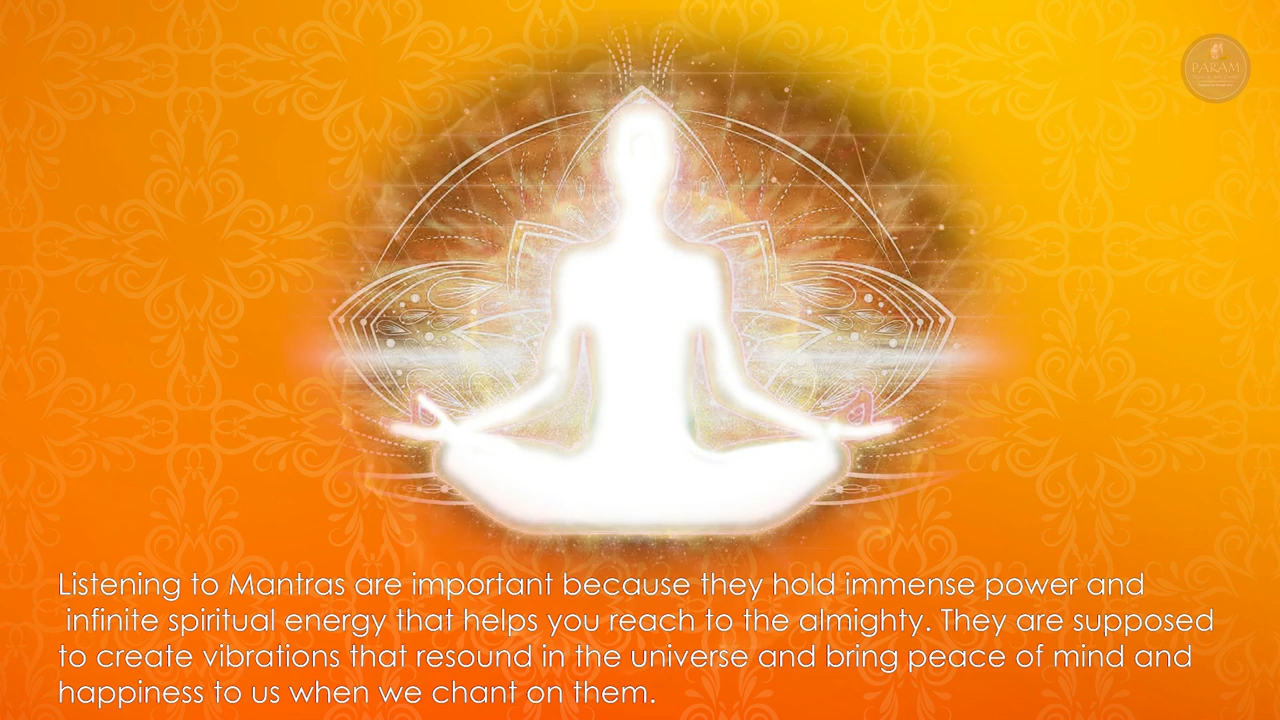 PARAM
Listening to Mantras are important because they hold immense power and
infinite spiritual energy that helps you reach to the almighty. They are supposed
to create vibrations that resound in the universe and bring peace of mind and
happiness to us when we chant on them.